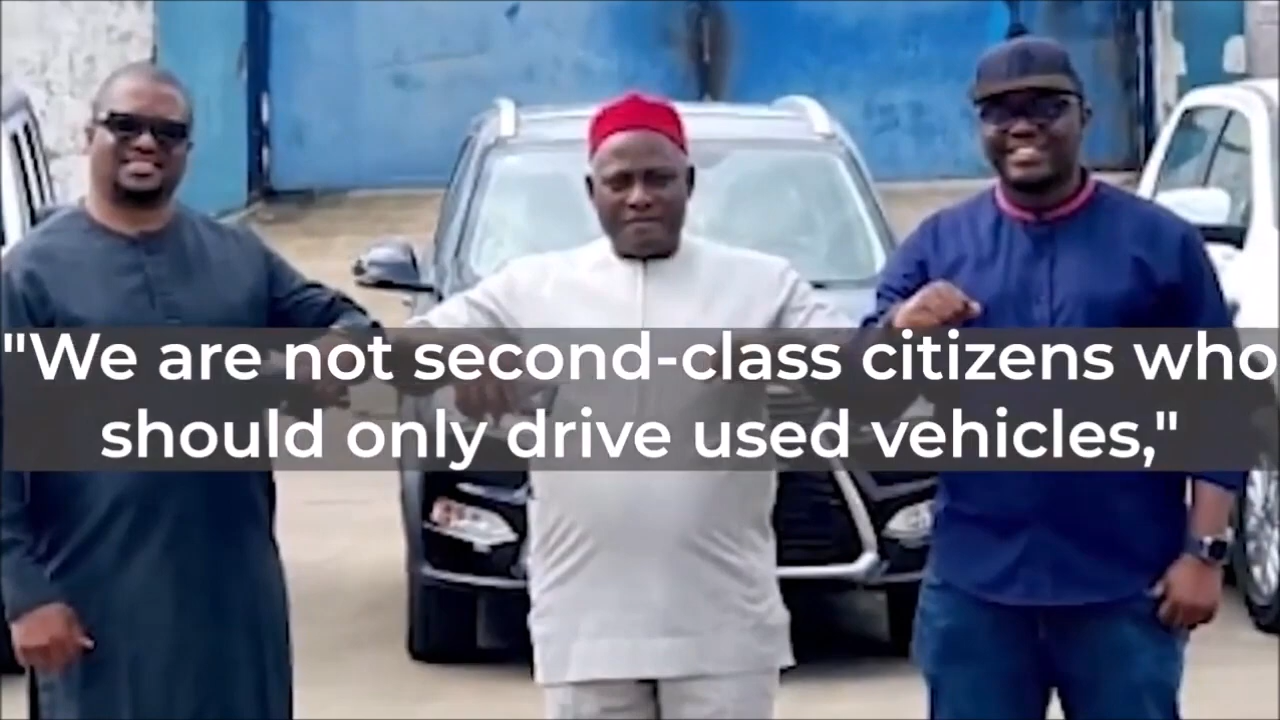 "We are not second-class citizens who
should only drive used vehicles,"